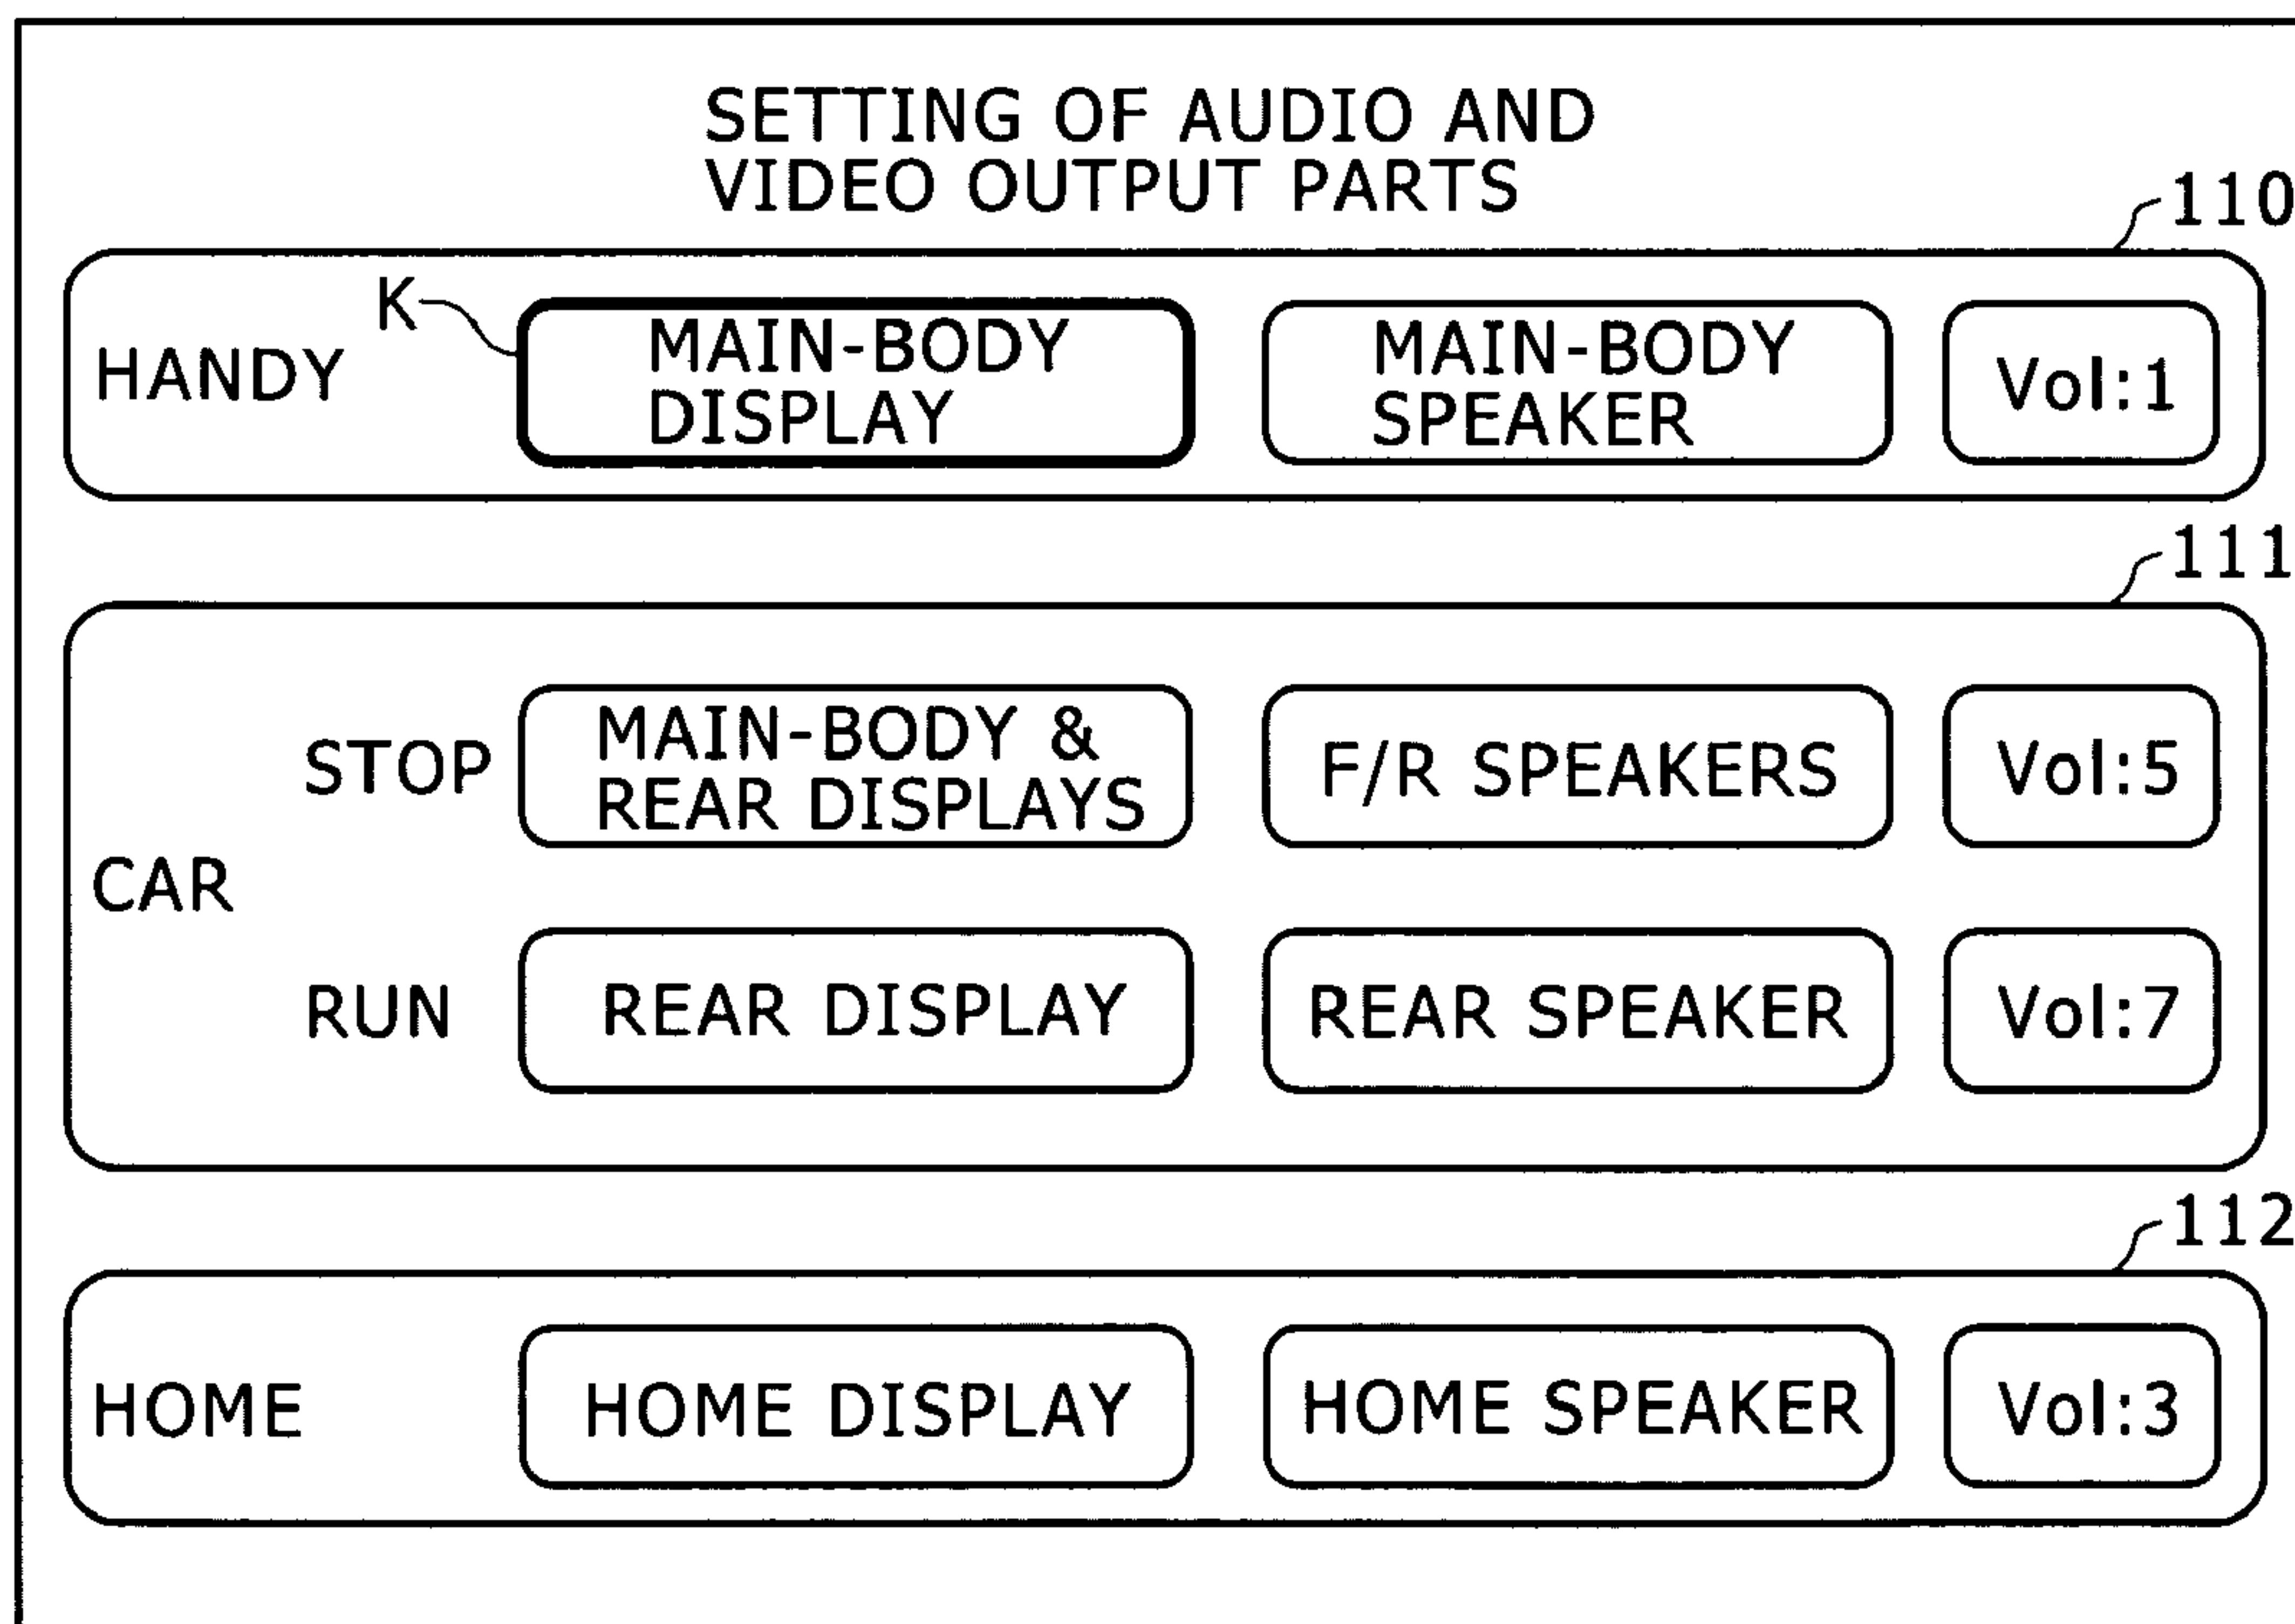 SETTING OF AUDIO AND
VIDEO OUTPUT PARTS
110
K
HANDY
MAIN-BODY
DISPLAY
MAIN-BODY
SPEAKER
Vol:1
111
CAR
STOP
MAIN-BODY &
REAR DISPLAYS
F/R SPEAKERS
Vol:5
RUN
REAR DISPLAY
REAR SPEAKER
Vol:7
112
HOME
HOME DISPLAY
HOME SPEAKER
Vol:3